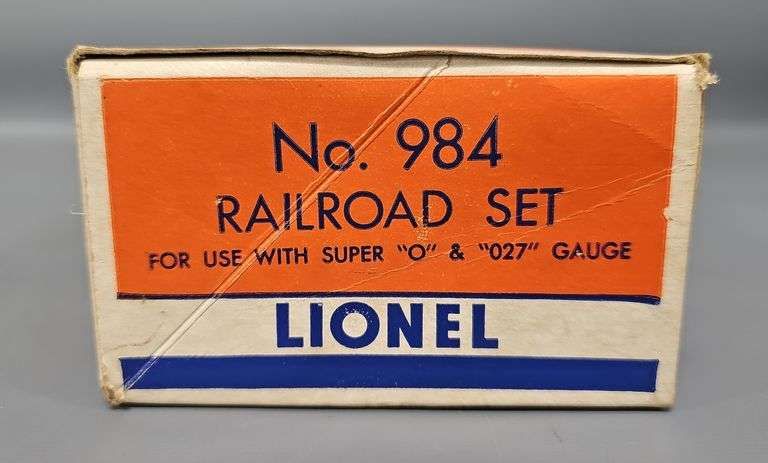 No. 984
RAILROAD SET
FOR USE WITH SUPER "O" & "027" GAUGE
LIONEL